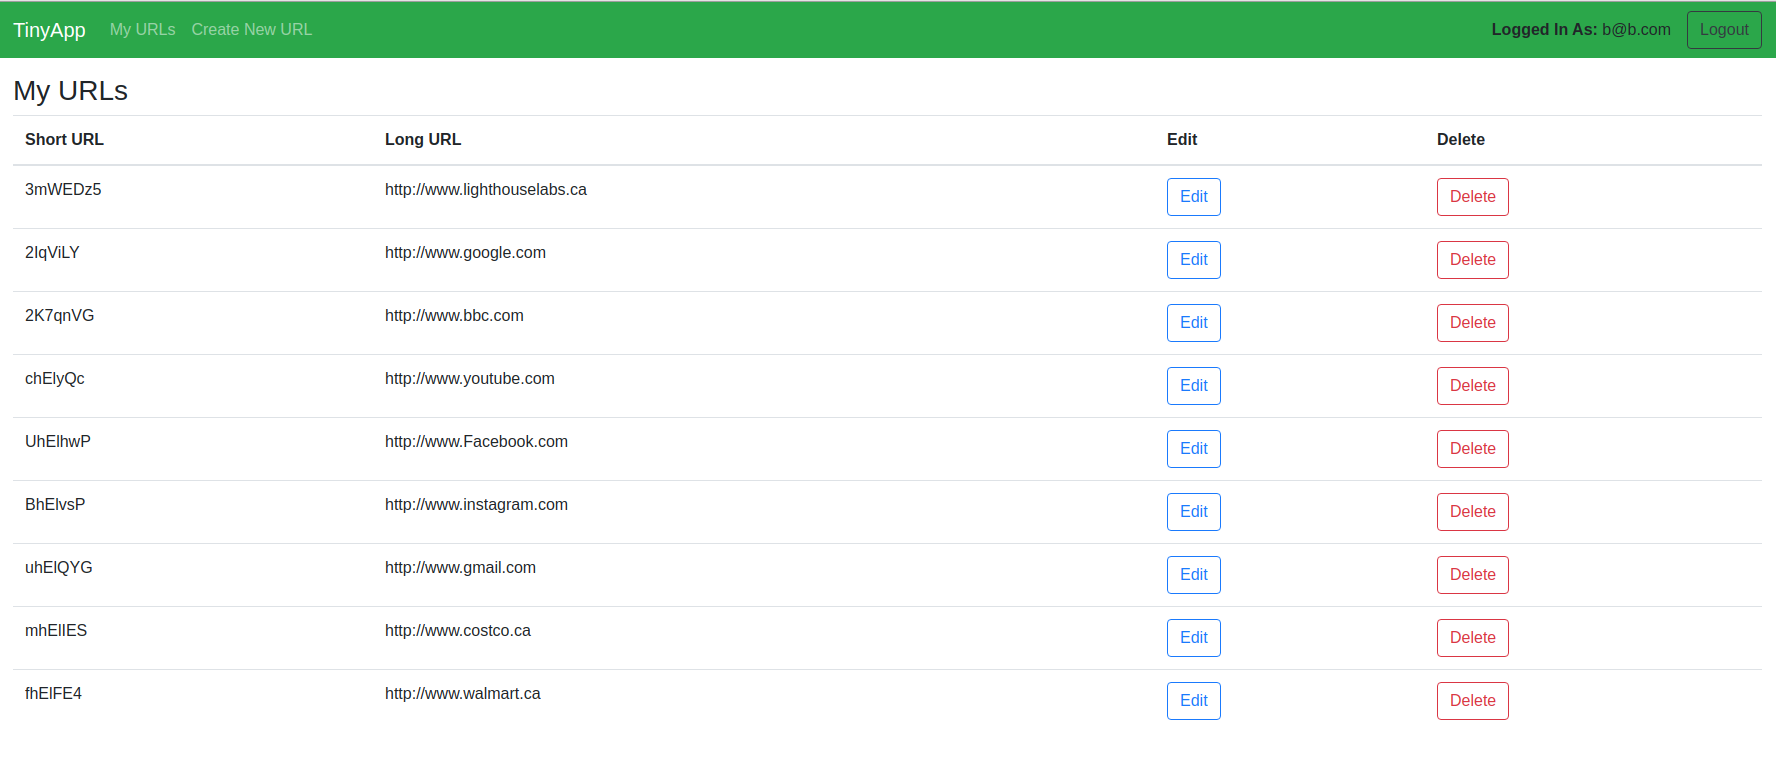 TinyApp My URLs Create New URL Logged In As: b@b.com Logout
My URLs
Short URL Long URL Edit Delete
3mWEDz5 http://www.lighthouselabs.ca Edit Delete
2IqViLY http://www.google.com Edit Delete
2K7qnVG http://www.bbc.com Edit Delete
chElyQc http://www.youtube.com Edit Delete
UhElhwP http://www.Facebook.com Edit Delete
BhElvsP http://www.instagram.com Edit Delete
uhElQYG http://www.gmail.com Edit Delete
mhElIES http://www.costco.ca Edit Delete
fhElFE4 http://www.walmart.ca Edit Delete